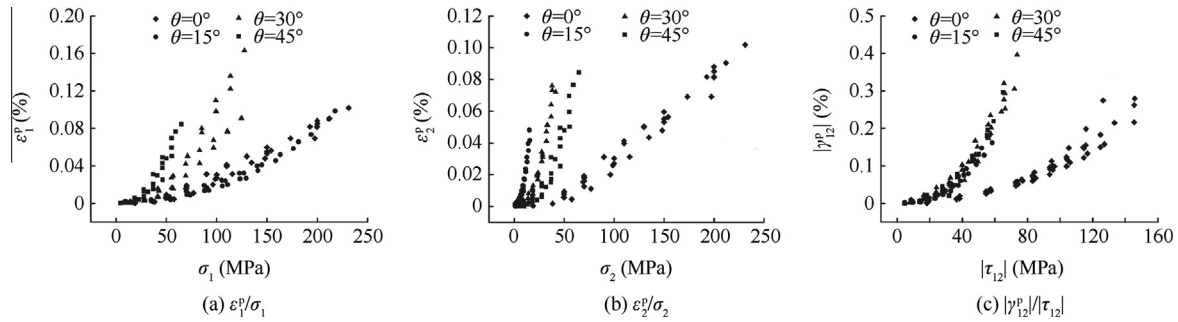 0.20
0.16
0.12
0.08
0.04
0
ε₁ᵖ (%)
θ=0° θ=30°
θ=15° θ=45°
0 50 100 150 200 250
σ₁ (MPa)
(a) ε₁ᵖ/σ₁
0.12
0.10
0.08
0.06
0.04
0.02
0
ε₂ᵖ (%)
θ=0° θ=30°
θ=15° θ=45°
0 50 100 150 200 250
σ₂ (MPa)
(b) ε₂ᵖ/σ₂
0.5
0.4
0.3
0.2
0.1
0
|γ₁₂ᵖ| (%)
θ=0° θ=30°
θ=15° θ=45°
0 40 80 120 160
|τ₁₂| (MPa)
(c) |γ₁₂ᵖ|/|τ₁₂|